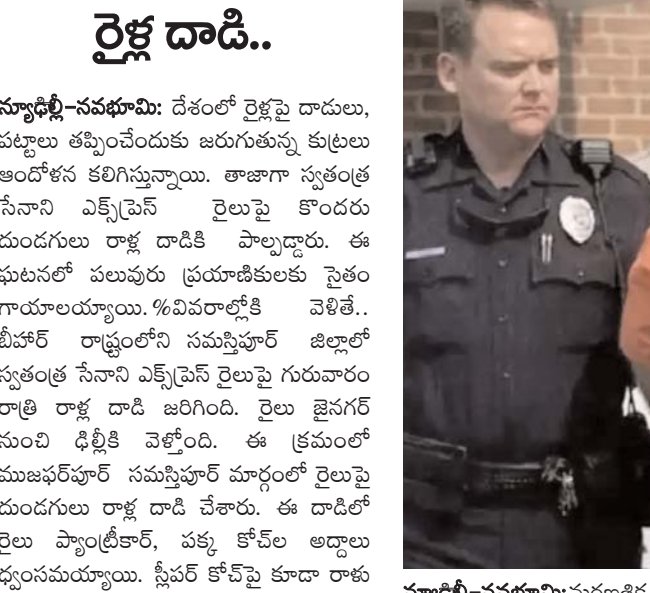 రైళ్ల దాడి..
న్యూఢిల్లీ-నవభూమి: దేశంలో రైళ్లపై దాడులు,
పట్టాలు తప్పించేందుకు జరుగుతున్న కుట్రలు
ఆందోళన కలిగిస్తున్నాయి. తాజాగా స్వతంత్ర
సేనాని ఎక్స్‌ప్రెస్ రైలుపై కొందరు
దుండగులు రాళ్ల దాడికి పాల్పడ్డారు. ఈ
ఘటనలో పలువురు ప్రయాణికులకు సైతం
గాయాలయ్యాయి.%వివరాల్లోకి వెళితే..
బీహార్ రాష్ట్రంలోని సమస్తిపూర్ జిల్లాలో
స్వతంత్ర సేనాని ఎక్స్‌ప్రెస్ రైలుపై గురువారం
రాత్రి రాళ్ల దాడి జరిగింది. రైలు జైనగర్
నుంచి ఢిల్లీకి వెళ్తోంది. ఈ క్రమంలో
ముజఫర్‌పూర్ సమస్తిపూర్ మార్గంలో రైలుపై
దుండగులు రాళ్ల దాడి చేశారు. ఈ దాడిలో
రైలు ప్యాంట్రీకార్, పక్క కోచ్‌ల అద్దాలు
ధ్వంసమయ్యాయి. స్లీపర్ కోచ్‌పై కూడా రాళు
న్యూఢిల్లీ-నవభూమి: